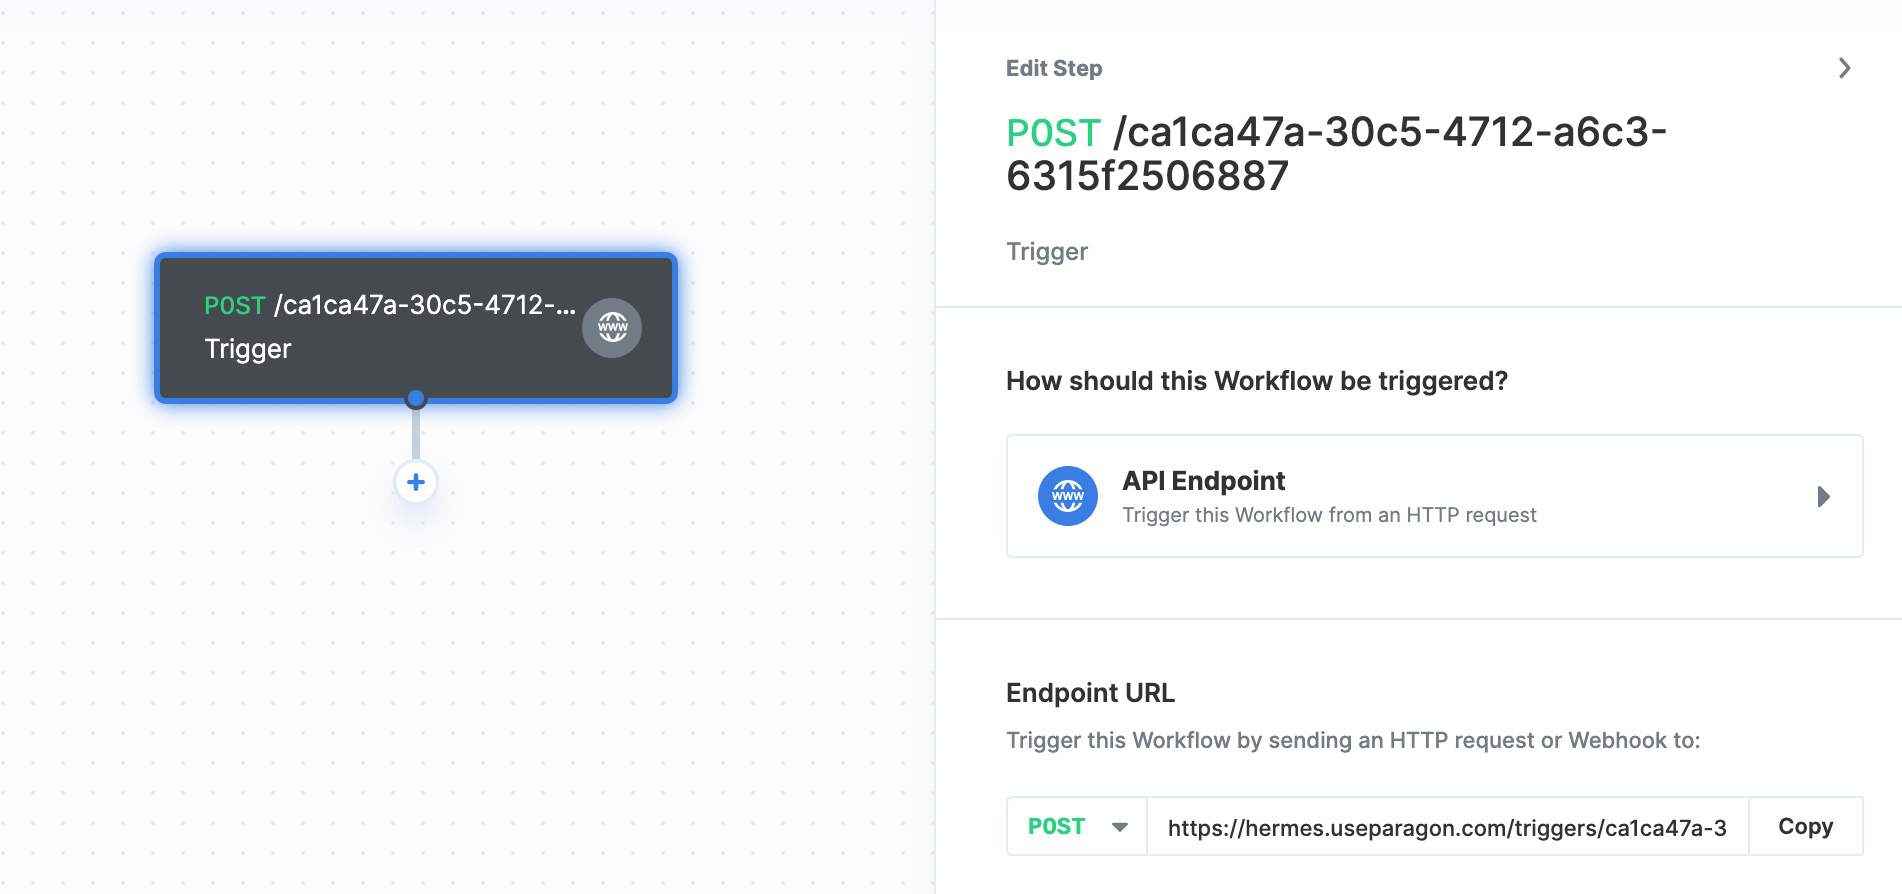 POST /ca1ca47a-30c5-4712-...
Trigger
www
Edit Step
POST /ca1ca47a-30c5-4712-a6c3-
6315f2506887
Trigger
How should this Workflow be triggered?
www
API Endpoint
Trigger this Workflow from an HTTP request
Endpoint URL
Trigger this Workflow by sending an HTTP request or Webhook to:
POST https://hermes.useparagon.com/triggers/ca1ca47a-3 Copy